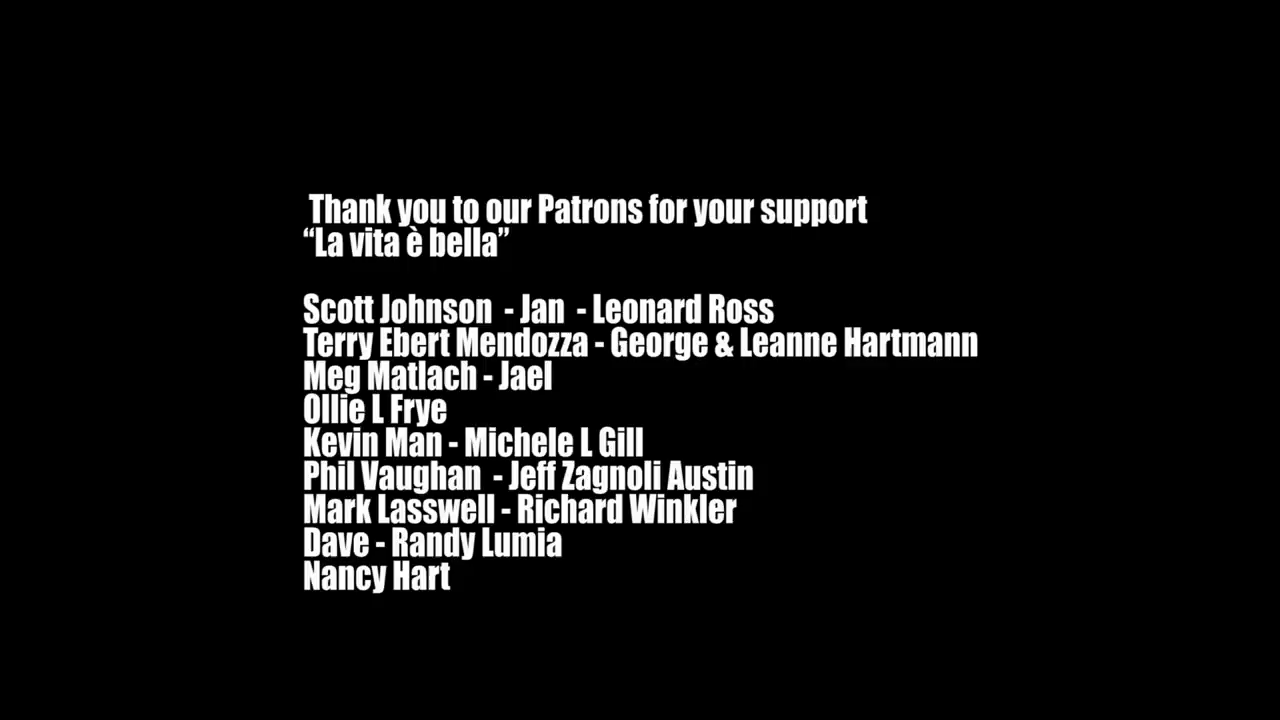 Thank you to our Patrons for your support
“La vita è bella”
Scott Johnson - Jan - Leonard Ross
Terry Ebert Mendozza - George & Leanne Hartmann
Meg Matlach - Jael
Ollie L Frye
Kevin Man - Michele L Gill
Phil Vaughan - Jeff Zagnoli Austin
Mark Lasswell - Richard Winkler
Dave - Randy Lumia
Nancy Hart